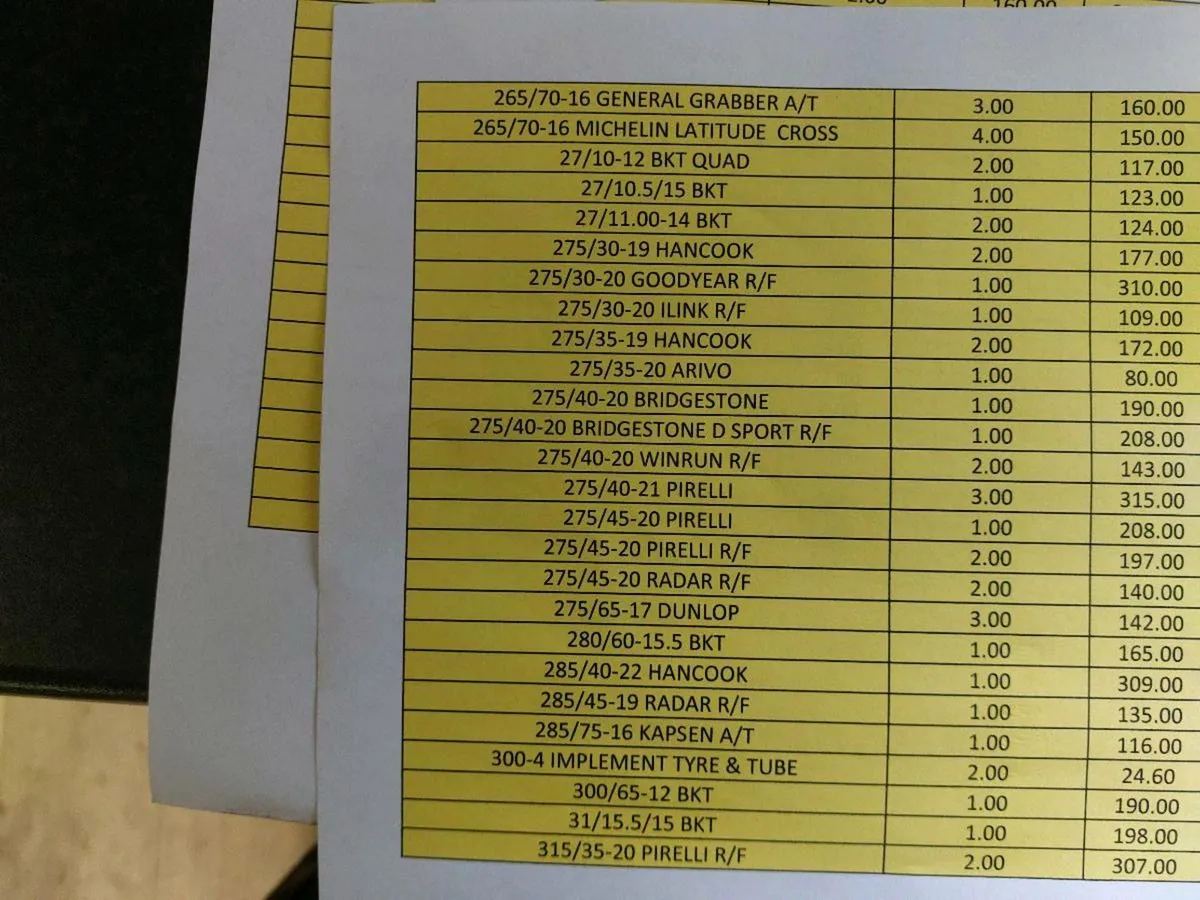 160.00
265/70-16 GENERAL GRABBER A/T 3.00 160.00
265/70-16 MICHELIN LATITUDE CROSS 4.00 150.00
27/10-12 BKT QUAD 2.00 117.00
27/10.5/15 BKT 1.00 123.00
27/11.00-14 BKT 2.00 124.00
275/30-19 HANCOOK 2.00 177.00
275/30-20 GOODYEAR R/F 1.00 310.00
275/30-20 ILINK R/F 1.00 109.00
275/35-19 HANCOOK 2.00 172.00
275/35-20 ARIVO 1.00 80.00
275/40-20 BRIDGESTONE 1.00 190.00
275/40-20 BRIDGESTONE D SPORT R/F 1.00 208.00
275/40-20 WINRUN R/F 2.00 143.00
275/40-21 PIRELLI 3.00 315.00
275/45-20 PIRELLI 1.00 208.00
275/45-20 PIRELLI R/F 2.00 197.00
275/45-20 RADAR R/F 2.00 140.00
275/65-17 DUNLOP 3.00 142.00
280/60-15.5 BKT 1.00 165.00
285/40-22 HANCOOK 1.00 309.00
285/45-19 RADAR R/F 1.00 135.00
285/75-16 KAPSEN A/T 1.00 116.00
300-4 IMPLEMENT TYRE & TUBE 2.00 24.60
300/65-12 BKT 1.00 190.00
31/15.5/15 BKT 1.00 198.00
315/35-20 PIRELLI R/F 2.00 307.00